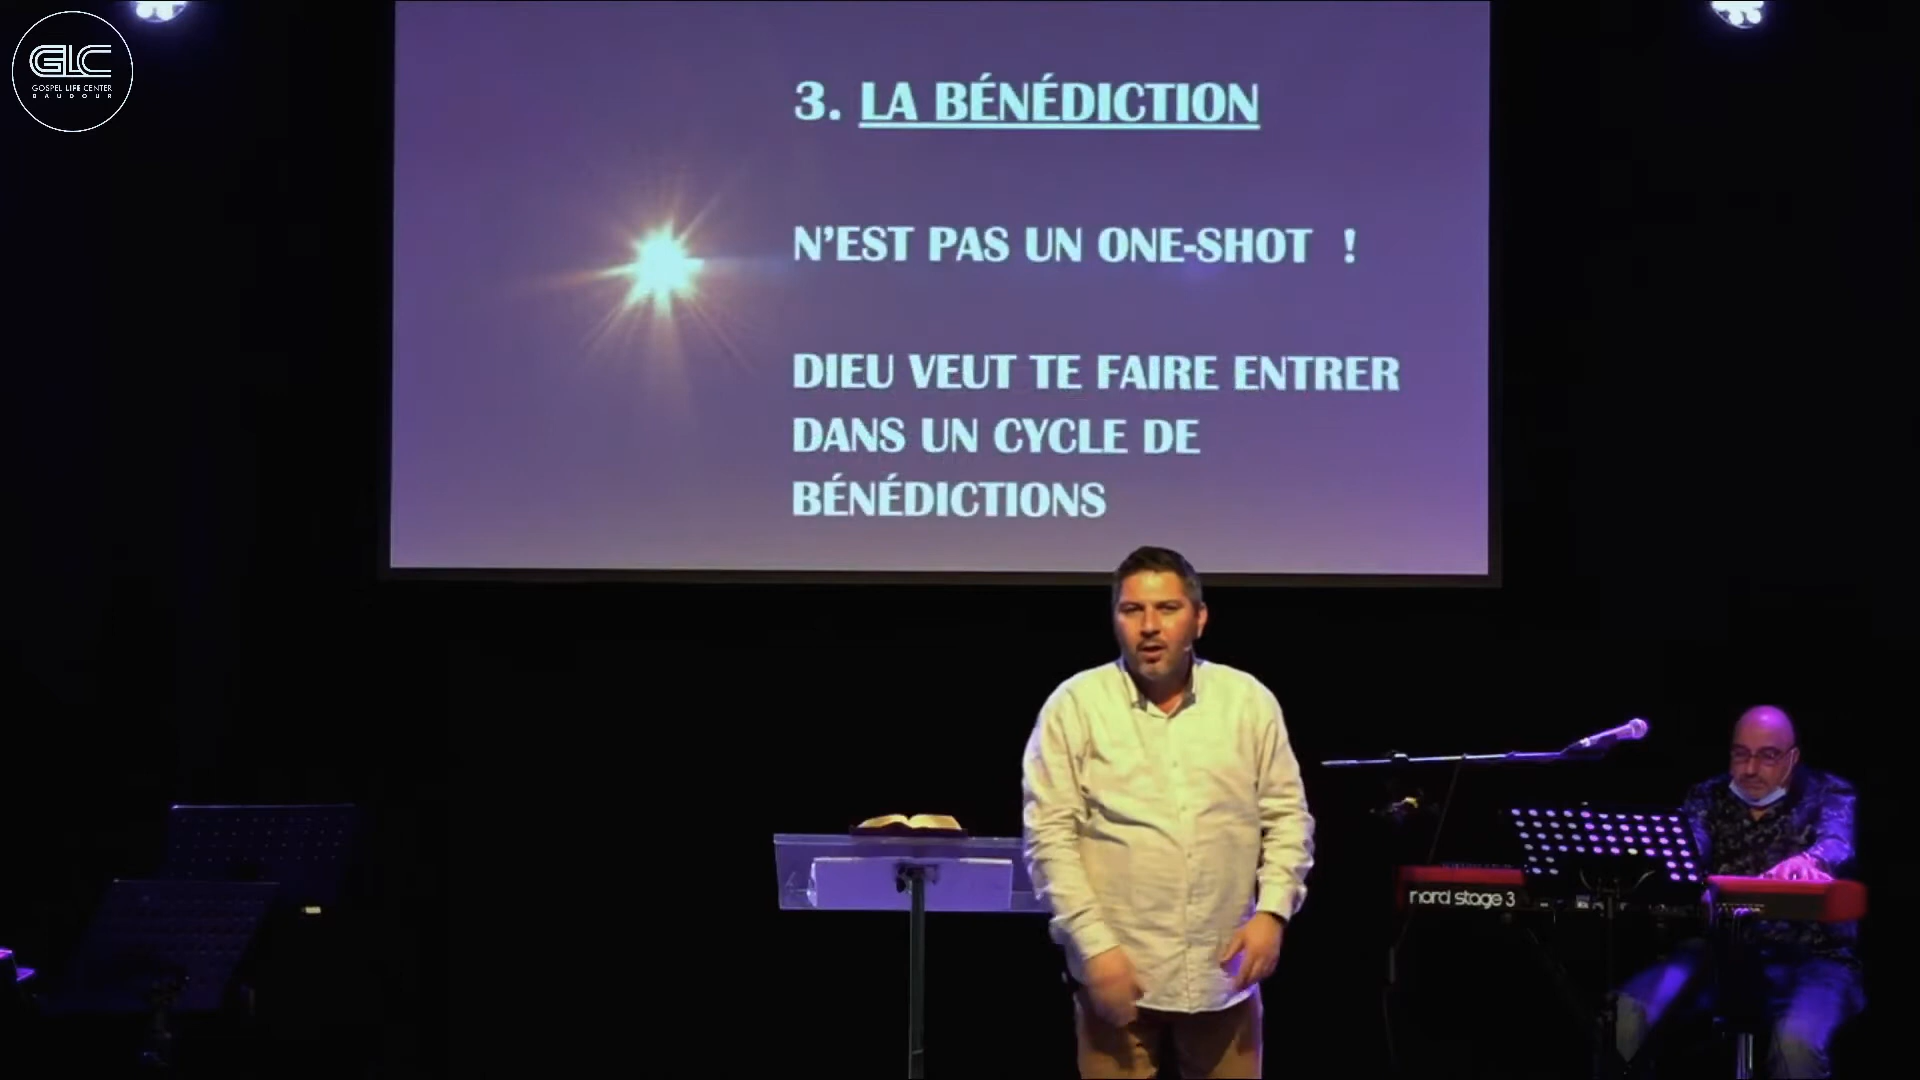 GLC
GOSPEL LIFE CENTER
BAUDOUR
3. LA BÉNÉDICTION
N'EST PAS UN ONE-SHOT !
DIEU VEUT TE FAIRE ENTRER
DANS UN CYCLE DE
BÉNÉDICTIONS
nord stage 3